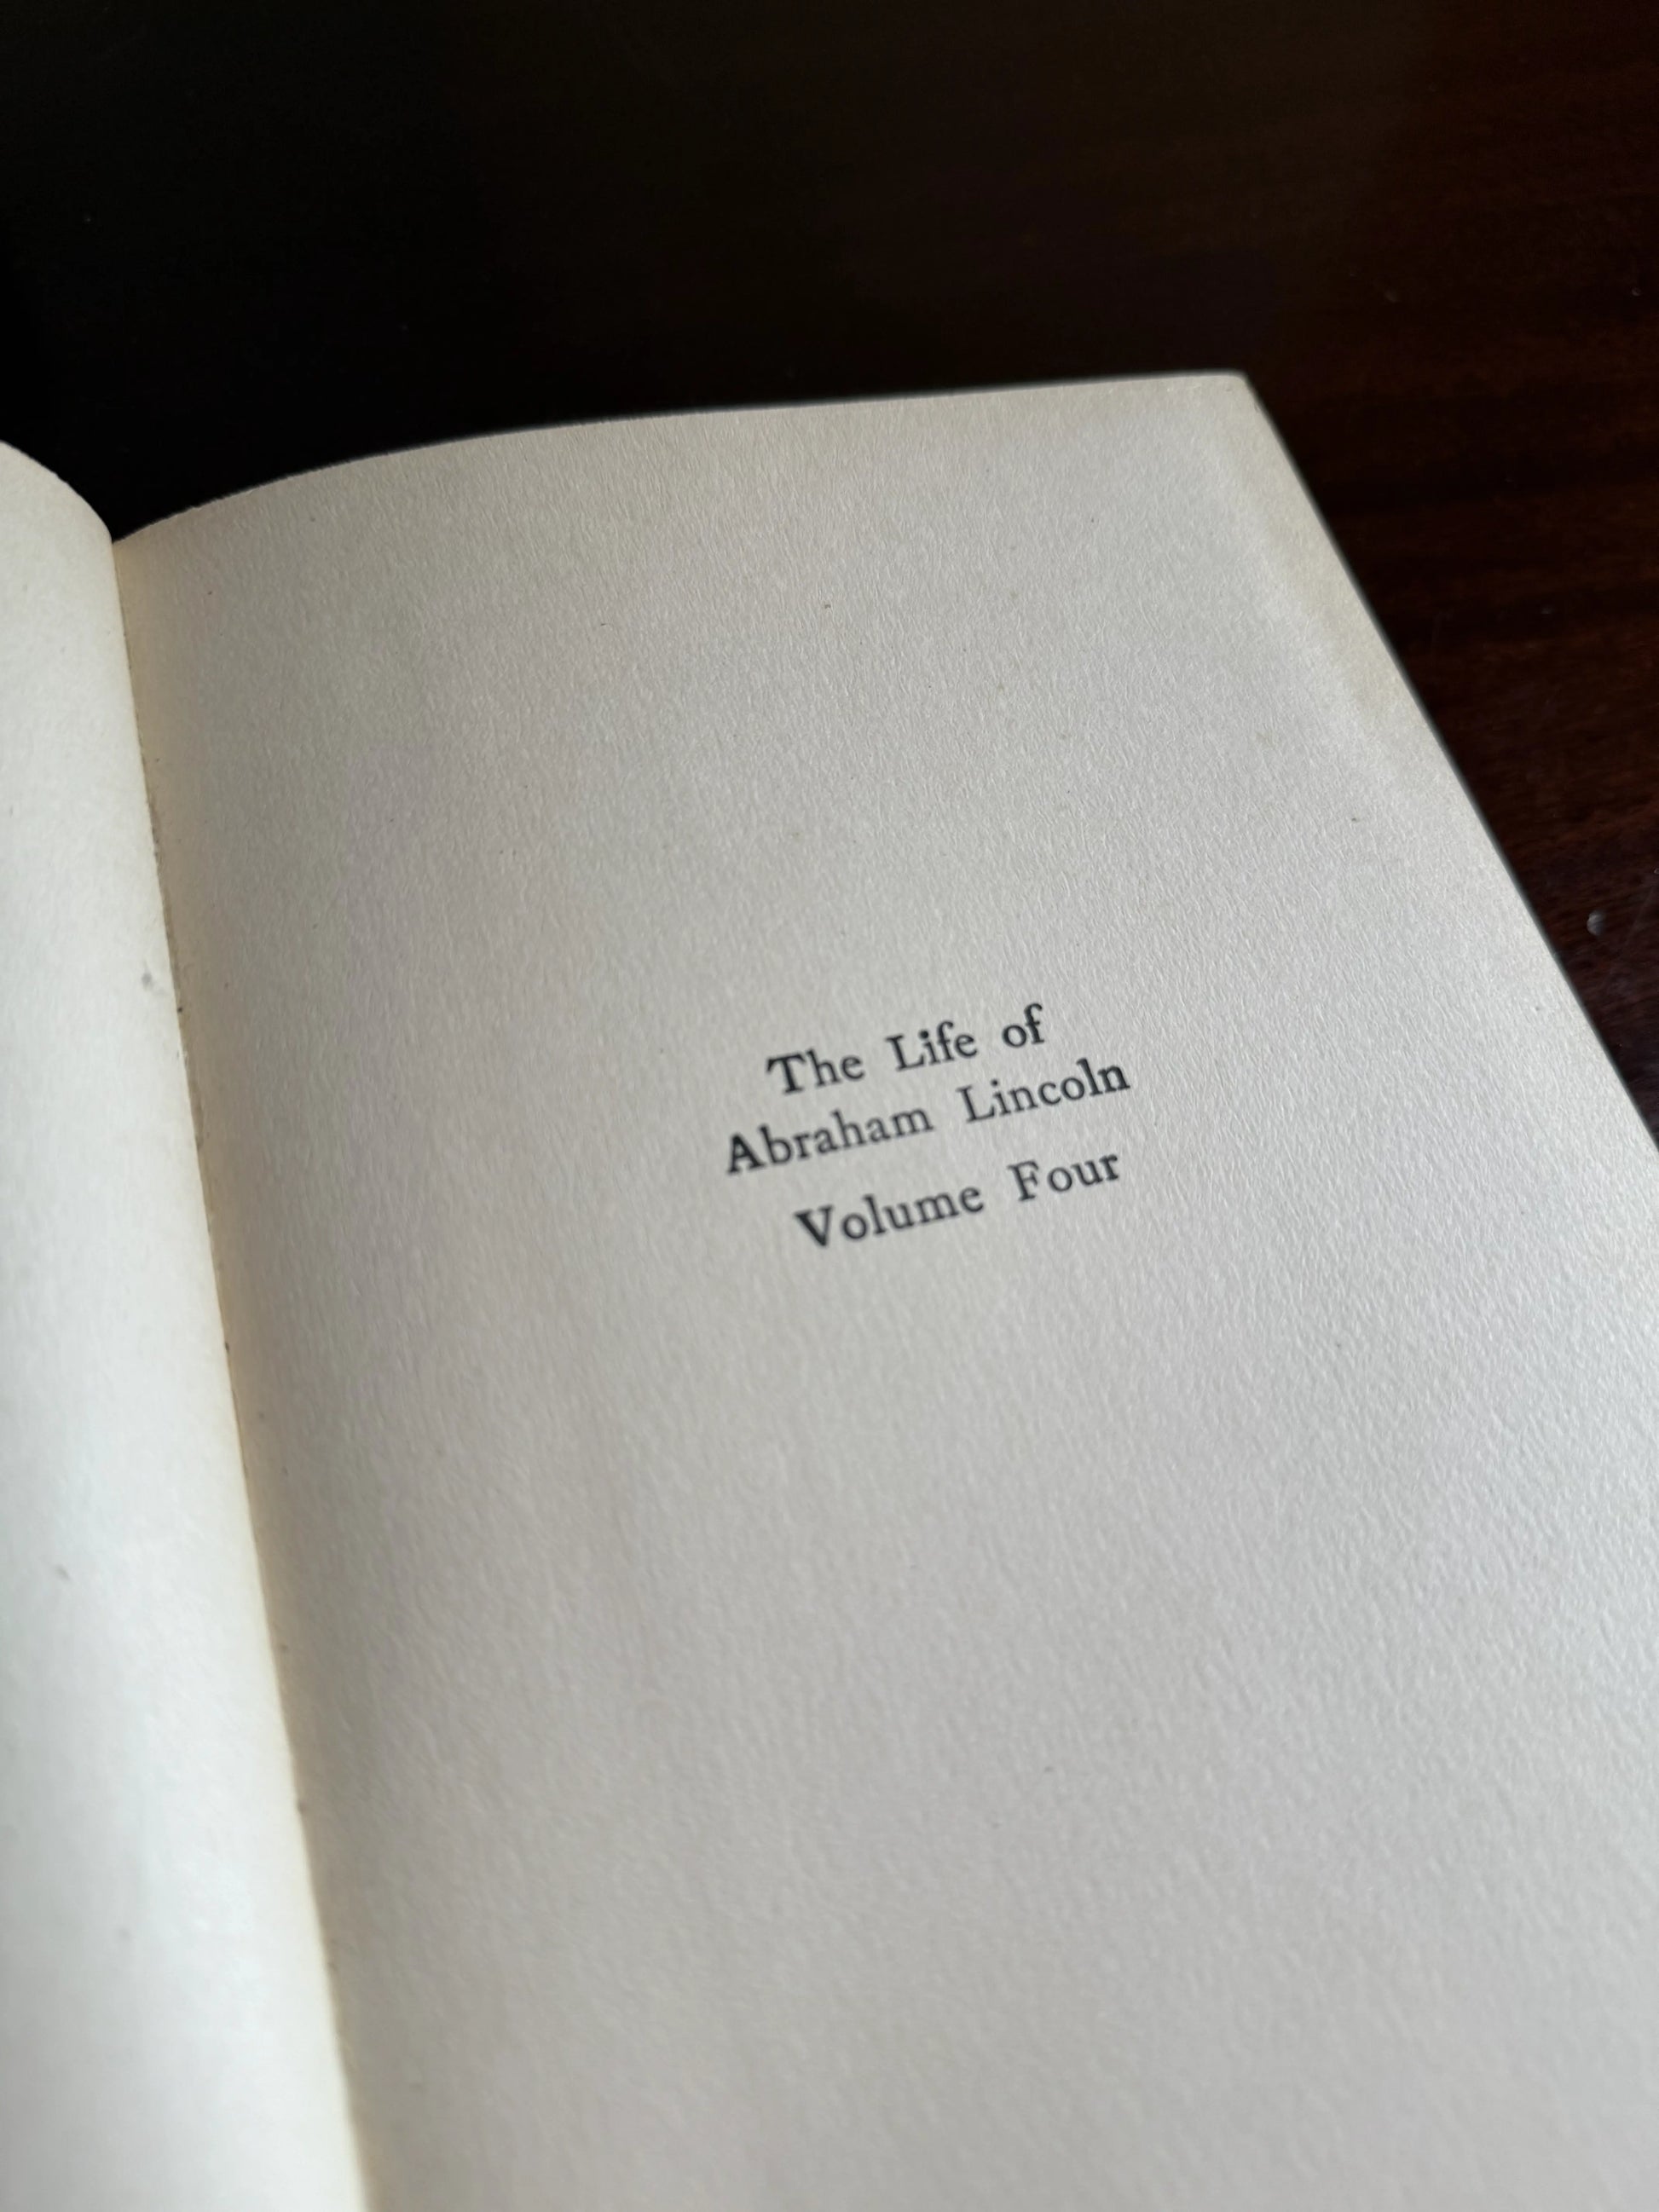 The Life of
Abraham Lincoln
Volume Four